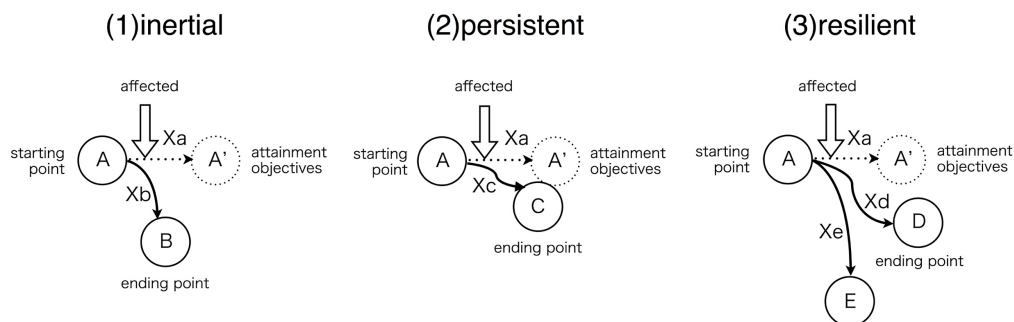 (1)inertial
affected
Xa
starting
point
A
A'
attainment
objectives
Xb
B
ending point
(2)persistent
affected
Xa
starting
point
A
A'
attainment
objectives
Xc
C
ending point
(3)resilient
affected
Xa
starting
point
A
A'
attainment
objectives
Xd
D
Xe
ending point
E